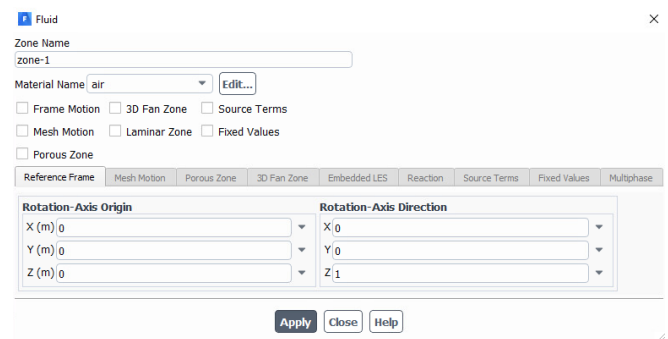 Fluid
Zone Name
zone-1
Material Name air Edit...
Frame Motion 3D Fan Zone Source Terms
Mesh Motion Laminar Zone Fixed Values
Porous Zone
Reference Frame Mesh Motion Porous Zone 3D Fan Zone Embedded LES Reaction Source Terms Fixed Values Multiphase
Rotation-Axis Origin Rotation-Axis Direction
X (m) 0 X 0
Y (m) 0 Y 0
Z (m) 0 Z 1
Apply Close Help